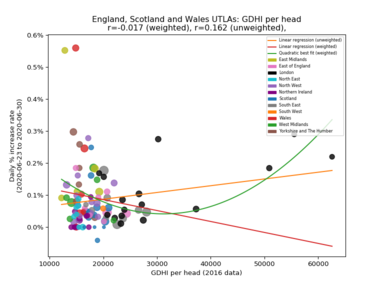 England, Scotland and Wales UTLAs: GDHI per head
r=-0.017 (weighted), r=0.162 (unweighted),
Daily % increase rate
(2020-06-23 to 2020-06-30)
0.6%
0.5%
0.4%
0.3%
0.2%
0.1%
0.0%
Linear regression (unweighted)
Linear regression (weighted)
Quadratic best fit (weighted)
East Midlands
East of England
London
North East
North West
Northern Ireland
Scotland
South East
South West
Wales
West Midlands
Yorkshire and The Humber
10000
20000
30000
40000
50000
60000
GDHI per head (2016 data)